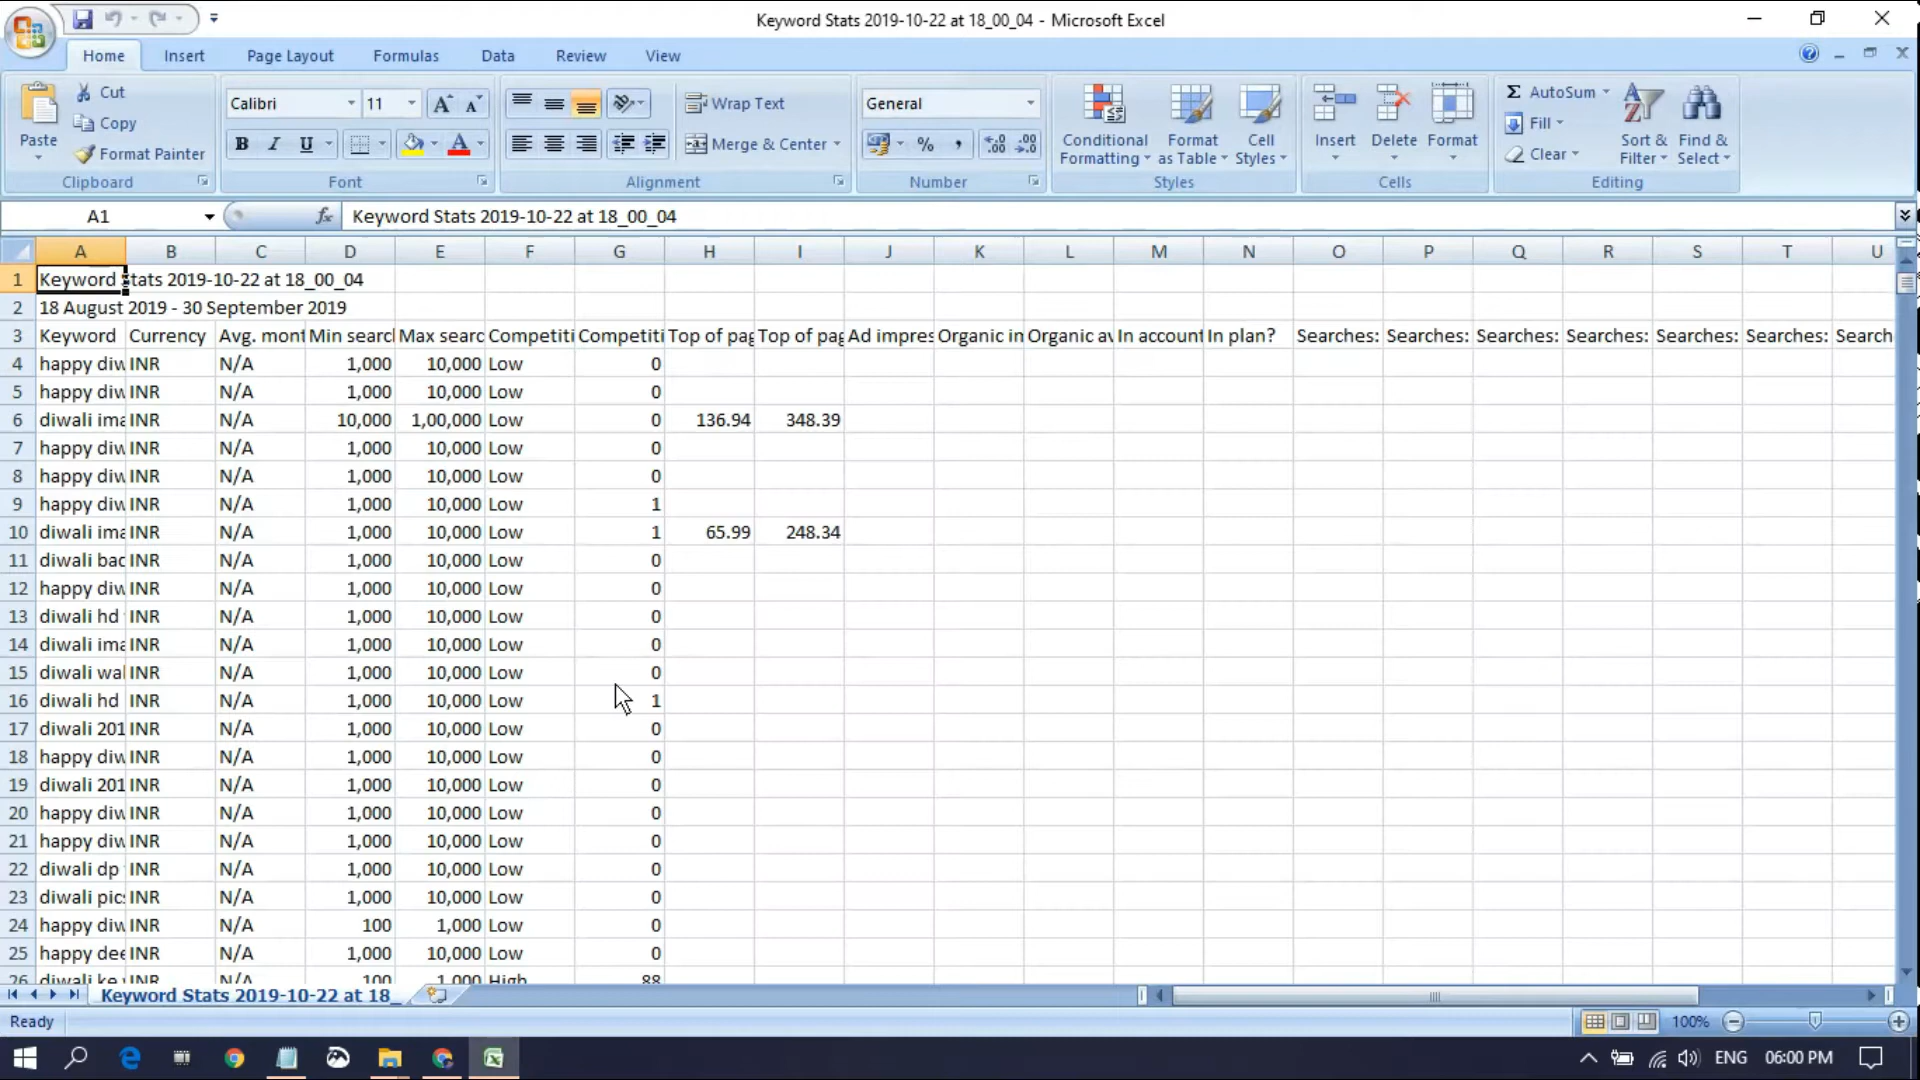 Keyword Stats 2019-10-22 at 18_00_04 - Microsoft Excel
Home Insert Page Layout Formulas Data Review View
Paste Cut Copy Format Painter Clipboard
Calibri 11 A A B I U A Font
Wrap Text Merge & Center Alignment
General % , .00 Number
Conditional Formatting Format as Table Cell Styles Styles
Insert Delete Format Cells
Σ AutoSum Fill Clear Sort & Filter Find & Select Editing
A1 fx Keyword Stats 2019-10-22 at 18_00_04
A B C D E F G H I J K L M N O P Q R S T U
1 Keyword Stats 2019-10-22 at 18_00_04
2 18 August 2019 - 30 September 2019
3 Keyword Currency Avg. mont Min searc Max searc Competiti Competiti Top of pag Top of pag Ad impres Organic in Organic av In account In plan? Searches: Searches: Searches: Searches: Searches: Searches: Search
4 happy diw INR N/A 1,000 10,000 Low 0
5 happy diw INR N/A 1,000 10,000 Low 0
6 diwali ima INR N/A 10,000 1,00,000 Low 0 136.94 348.39
7 happy diw INR N/A 1,000 10,000 Low 0
8 happy diw INR N/A 1,000 10,000 Low 0
9 happy diw INR N/A 1,000 10,000 Low 1
10 diwali ima INR N/A 1,000 10,000 Low 1 65.99 248.34
11 diwali bac INR N/A 1,000 10,000 Low 0
12 happy diw INR N/A 1,000 10,000 Low 0
13 diwali hd INR N/A 1,000 10,000 Low 0
14 diwali ima INR N/A 1,000 10,000 Low 0
15 diwali wal INR N/A 1,000 10,000 Low 0
16 diwali hd INR N/A 1,000 10,000 Low 1
17 diwali 201 INR N/A 1,000 10,000 Low 0
18 happy diw INR N/A 1,000 10,000 Low 0
19 diwali 201 INR N/A 1,000 10,000 Low 0
20 happy diw INR N/A 1,000 10,000 Low 0
21 happy diw INR N/A 1,000 10,000 Low 0
22 diwali dp INR N/A 1,000 10,000 Low 0
23 diwali pics INR N/A 1,000 10,000 Low 0
24 happy diw INR N/A 100 1,000 Low 0
25 happy dee INR N/A 1,000 10,000 Low 0
26 diwali ke INR N/A 100 1,000 High 88
Keyword Stats 2019-10-22 at 18_
Ready 100%
ENG 06:00 PM